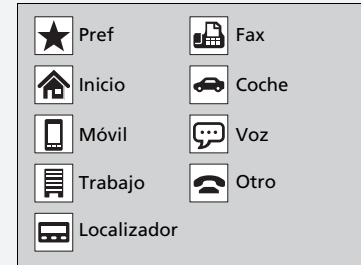 Pref
Fax
Inicio
Coche
Móvil
Voz
Trabajo
Otro
Localizador